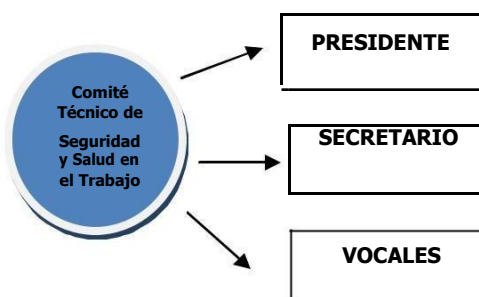 Comité
Técnico de
Seguridad
y Salud en
el Trabajo
PRESIDENTE
SECRETARIO
VOCALES